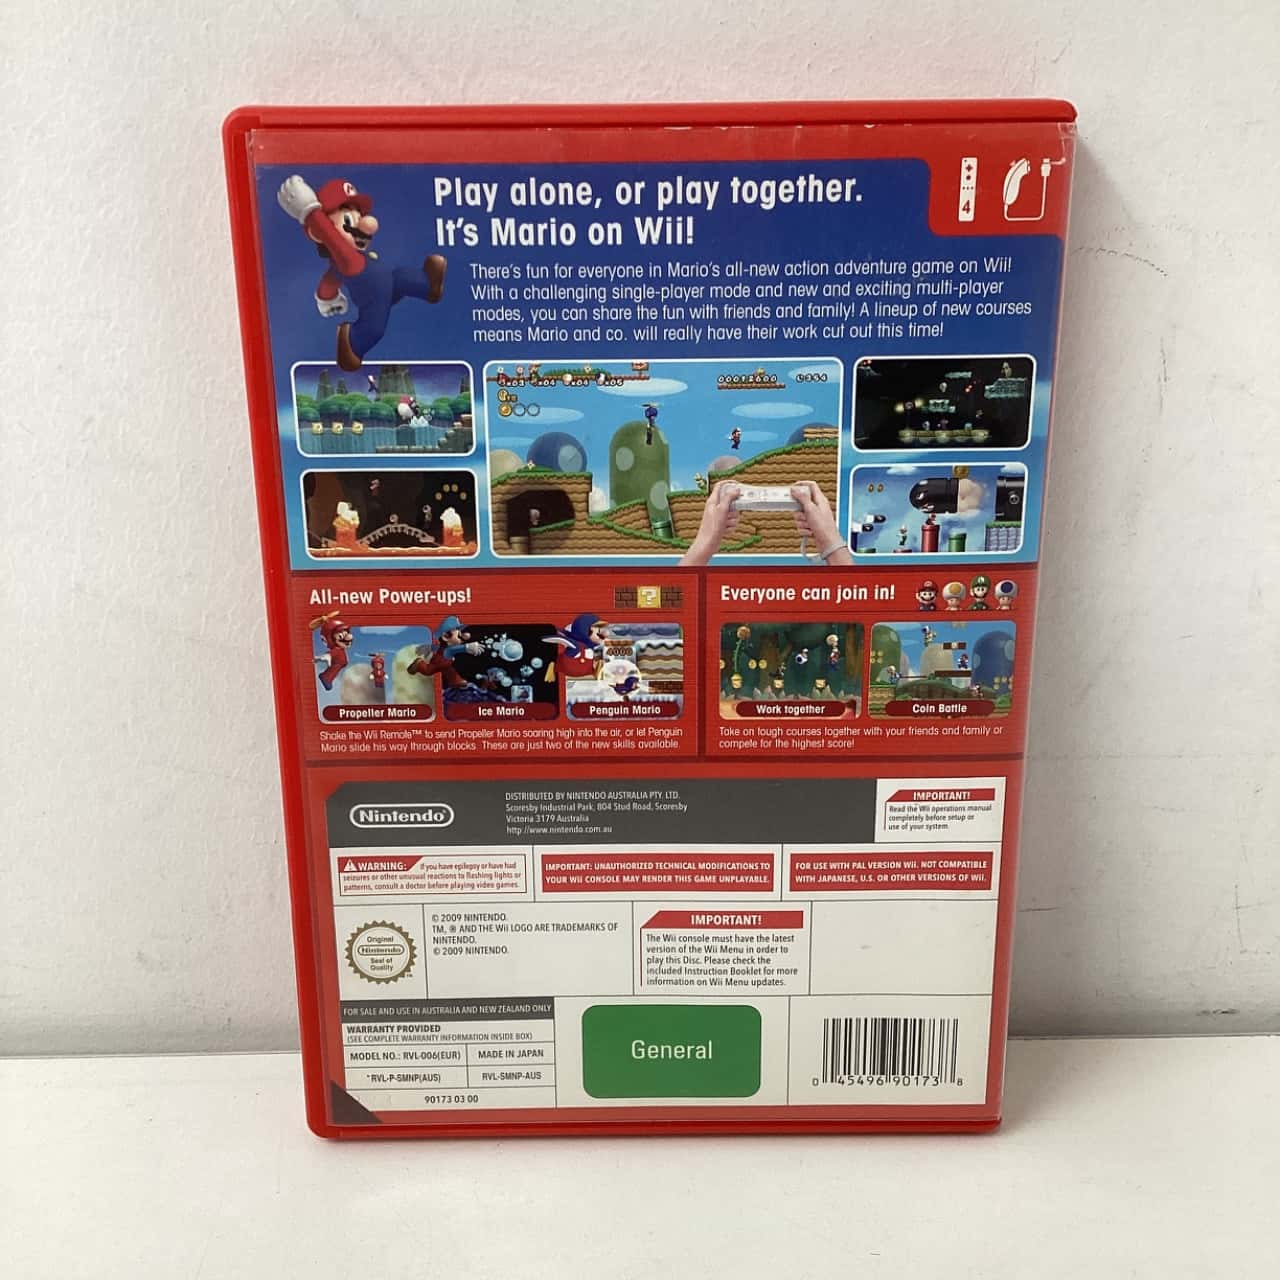 Play alone, or play together.
It's Mario on Wii!
4
There's fun for everyone in Mario's all-new action adventure game on Wii!
With a challenging single-player mode and new and exciting multi-player
modes, you can share the fun with friends and family! A lineup of new courses
means Mario and co. will really have their work cut out this time!
All-new Power-ups!
Propeller Mario
Ice Mario
4000
Penguin Mario
Shake the Wii Remote™ to send Propeller Mario soaring high into the air, or let Penguin
Mario slide his way through blocks. These are just two of the new skills available.
Everyone can join in!
Work together
Coin Battle
Take on tough courses together with your friends and family or
compete for the highest score!
Nintendo®
DISTRIBUTED BY NINTENDO AUSTRALIA PTY. LTD.
Scoresby Industrial Park, 804 Stud Road, Scoresby
Victoria 3179 Australia
http://www.nintendo.com.au
IMPORTANT!
Read the Wii operations manual
completely before setup or
use of your system.
WARNING: If you have epilepsy or have had
seizures or other unusual reactions to flashing lights or
patterns, consult a doctor before playing video games.
IMPORTANT: UNAUTHORIZED TECHNICAL MODIFICATIONS TO
YOUR Wii CONSOLE MAY RENDER THIS GAME UNPLAYABLE.
FOR USE WITH PAL VERSION Wii. NOT COMPATIBLE
WITH JAPANESE, U.S. OR OTHER VERSIONS OF Wii.
Original
Nintendo
Seal of
Quality
TM
© 2009 NINTENDO.
TM, ® AND THE Wii LOGO ARE TRADEMARKS OF
NINTENDO.
© 2009 NINTENDO.
IMPORTANT!
The Wii console must have the latest
version of the Wii Menu in order to
play this Disc. Please check the
included Instruction Booklet for more
information on Wii Menu updates.
FOR SALE AND USE IN AUSTRALIA AND NEW ZEALAND ONLY
WARRANTY PROVIDED
(SEE COMPLETE WARRANTY INFORMATION INSIDE BOX)
MODEL NO.: RVL-006(EUR)
MADE IN JAPAN
*RVL-P-SMNP(AUS)
RVL-SMNP-AUS
90173 03 00
General
0 45496 90173 8